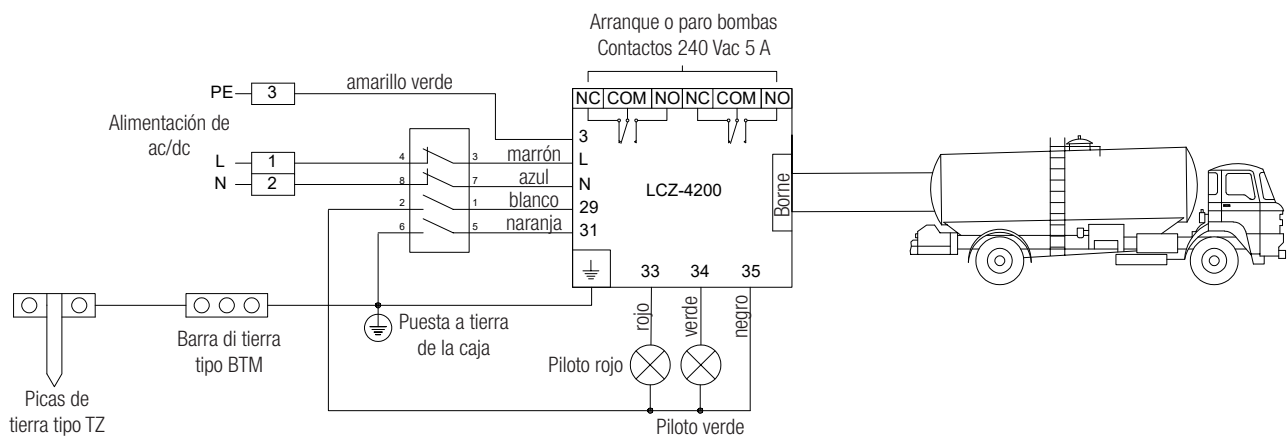 Arranque o paro bombas
Contactos 240 Vac 5 A
NC COM NO NC COM NO
PE 3 amarillo verde
Alimentación de
ac/dc
3
L 1 4 3 marrón L
N 2 8 7 azul N
LCZ-4200
Borne
2 1 blanco 29
6 5 naranja 31
33 34 35
rojo
verde
negro
Puesta a tierra
de la caja
Barra di tierra
tipo BTM
Piloto rojo
Picas de
tierra tipo TZ
Piloto verde